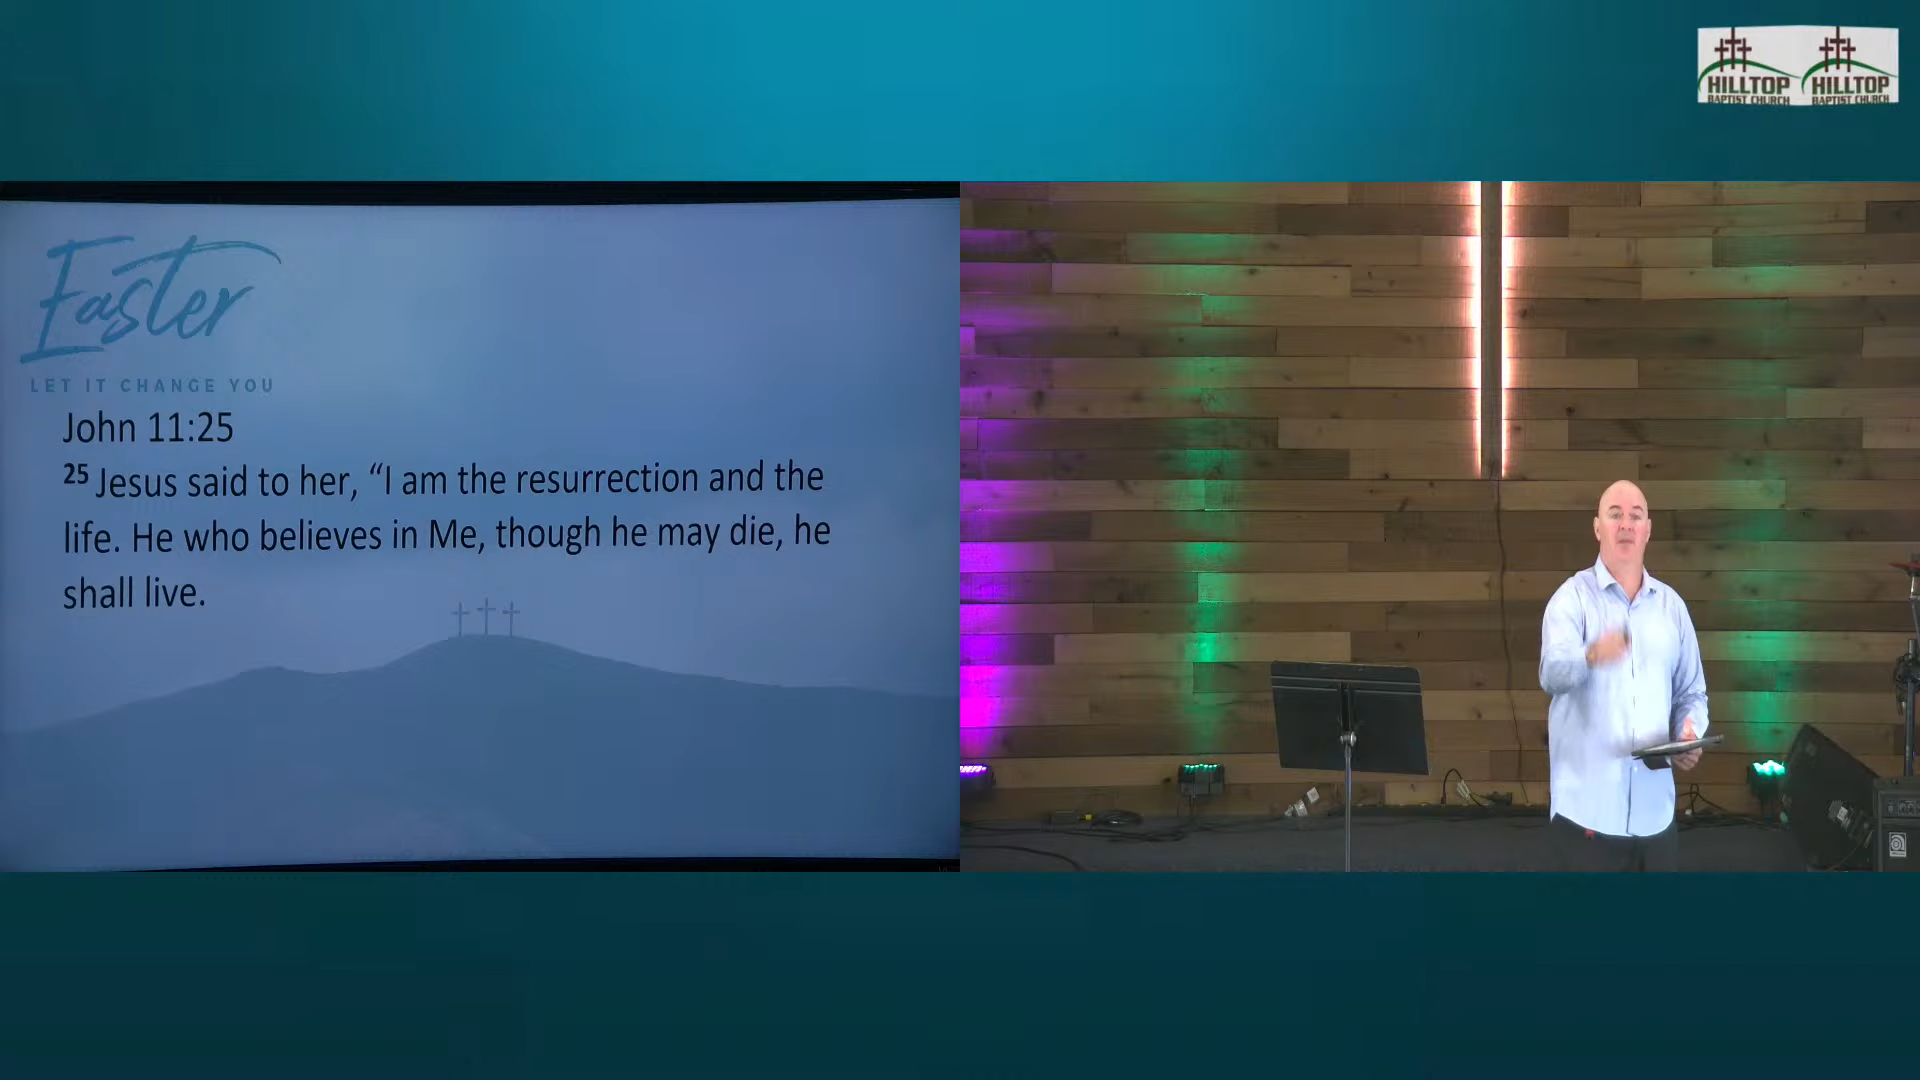 HILLTOP HILLTOP
BAPTIST CHURCH BAPTIST CHURCH
Easter
LET IT CHANGE YOU
John 11:25
25 Jesus said to her, “I am the resurrection and the
life. He who believes in Me, though he may die, he
shall live.